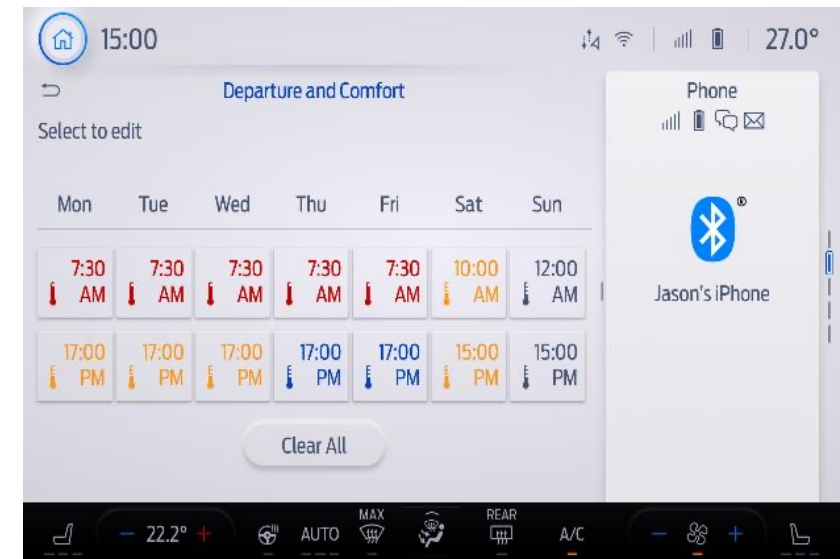 15:00 27.0°
Departure and Comfort
Select to edit
Mon Tue Wed Thu Fri Sat Sun
7:30 7:30 7:30 7:30 7:30 10:00 12:00
AM AM AM AM AM AM AM
17:00 17:00 17:00 17:00 17:00 15:00 15:00
PM PM PM PM PM PM PM
Clear All
Phone
®
Jason's iPhone
22.2° AUTO MAX REAR A/C